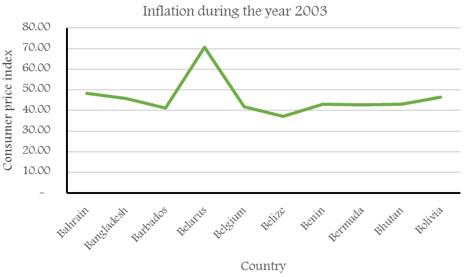 Inflation during the year 2003
Consumer price index
80.00
70.00
60.00
50.00
40.00
30.00
20.00
10.00
-
Bahrain
Bangladesh
Barbados
Belarus
Belgium
Belize
Benin
Bermuda
Bhutan
Bolivia
Country